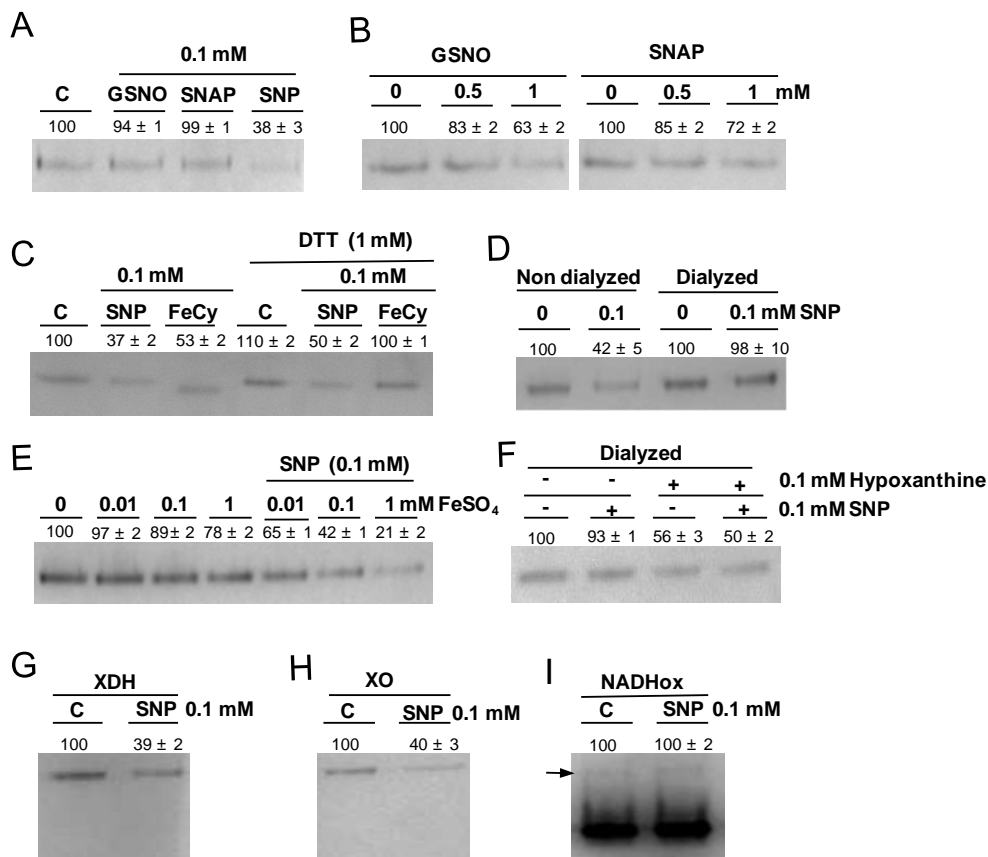 A
0.1 mM
C GSNO SNAP SNP
100 94 ± 1 99 ± 1 38 ± 3
B
GSNO SNAP
0 0.5 1 0 0.5 1 mM
100 83 ± 2 63 ± 2 100 85 ± 2 72 ± 2
C
DTT (1 mM)
0.1 mM 0.1 mM
C SNP FeCy C SNP FeCy
100 37 ± 2 53 ± 2 110 ± 2 50 ± 2 100 ± 1
D
Non dialyzed Dialyzed
0 0.1 0 0.1 mM SNP
100 42 ± 5 100 98 ± 10
E
SNP (0.1 mM)
0 0.01 0.1 1 0.01 0.1 1 mM FeSO₄
100 97 ± 2 89 ± 2 78 ± 2 65 ± 1 42 ± 1 21 ± 2
F
Dialyzed
- - + + 0.1 mM Hypoxanthine
- + - + 0.1 mM SNP
100 93 ± 1 56 ± 3 50 ± 2
G
XDH
C SNP 0.1 mM
100 39 ± 2
H
XO
C SNP 0.1 mM
100 40 ± 3
I
NADHox
C SNP 0.1 mM
100 100 ± 2